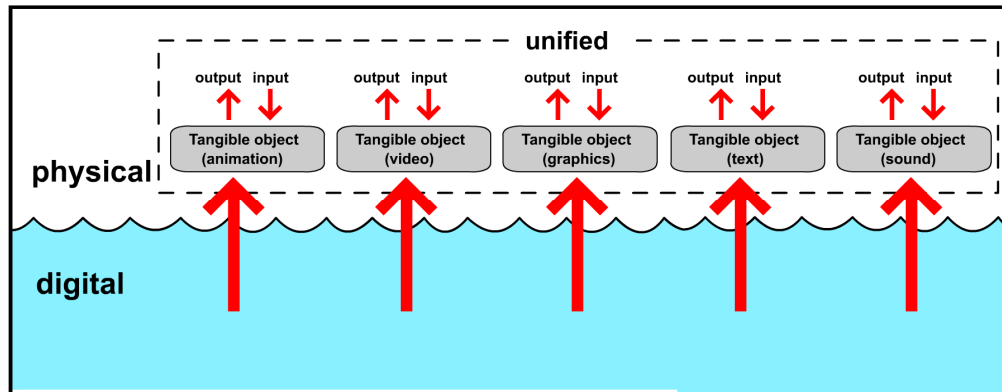 unified
output input output input output input output input output input
Tangible object Tangible object Tangible object Tangible object Tangible object
(animation) (video) (graphics) (text) (sound)
physical
digital